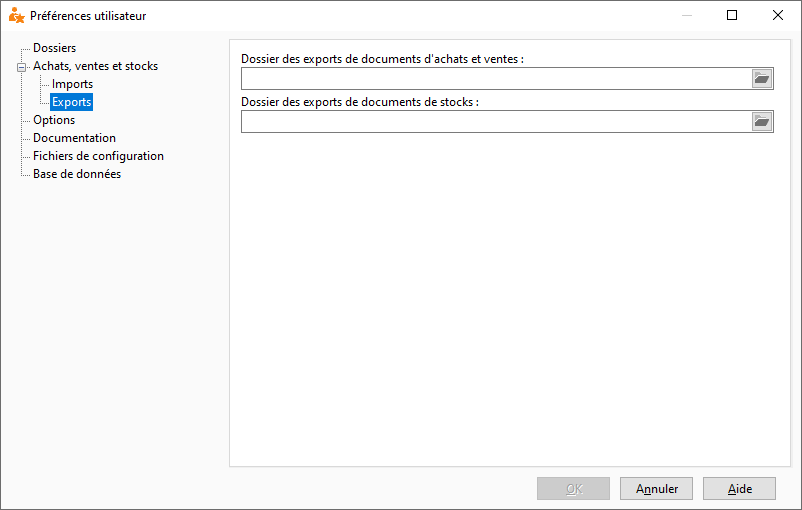 Préférences utilisateur
Dossiers
Achats, ventes et stocks
Imports
Exports
Options
Documentation
Fichiers de configuration
Base de données
Dossier des exports de documents d'achats et ventes :
Dossier des exports de documents de stocks :
OK
Annuler
Aide